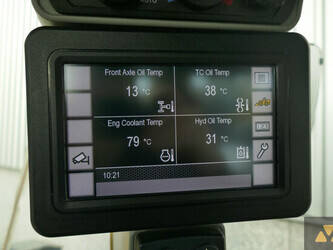 AUTO
Front Axle Oil Temp TC Oil Temp
13 °C 38 °C
Eng Coolant Temp Hyd Oil Temp
79 °C 31 °C
10:21